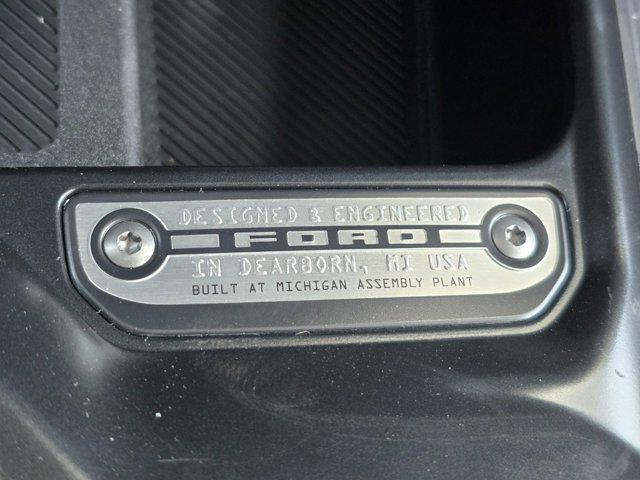 DESIGNED & ENGINEERED
FORD
IN DEARBORN, MI USA
BUILT AT MICHIGAN ASSEMBLY PLANT